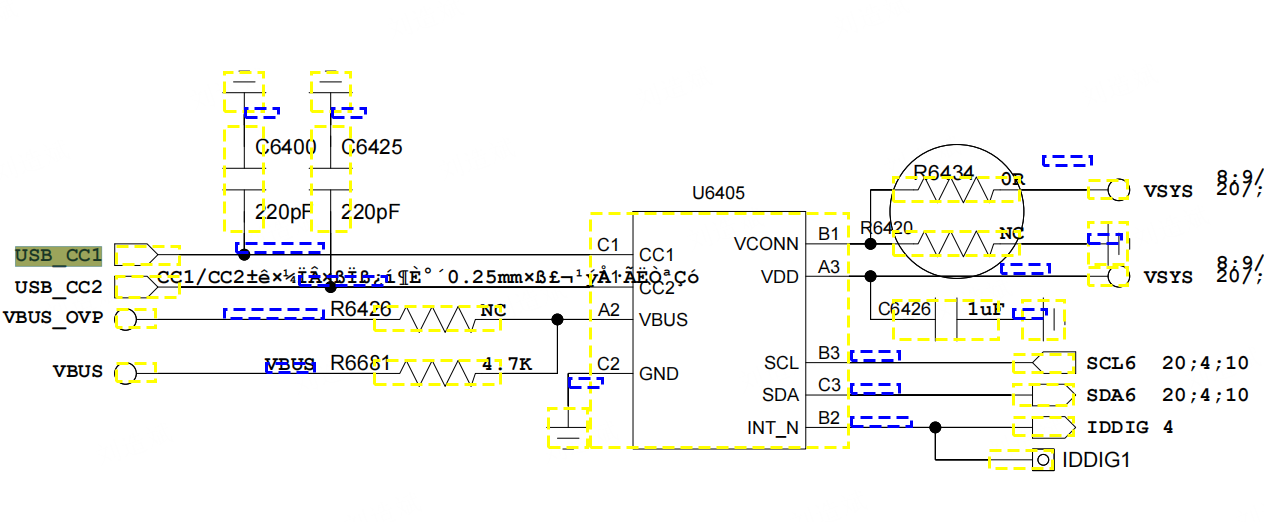 C6400 C6425
220pF 220pF
U6405
R6434 0R
VSYS 8;9/
20/;
USB_CC1
C1 CC1
VCONN B1
R6420 NC
USB_CC2
CC2
VDD A3
VSYS 8;9/
20/;
VBUS_OVP
R6426 NC
A2 VBUS
C6426 1uF
VBUS
VBUS R6681 4.7K
C2 GND
SCL B3
SCL6 20;4;10
SDA C3
SDA6 20;4;10
INT_N B2
IDDIG 4
IDDIG1